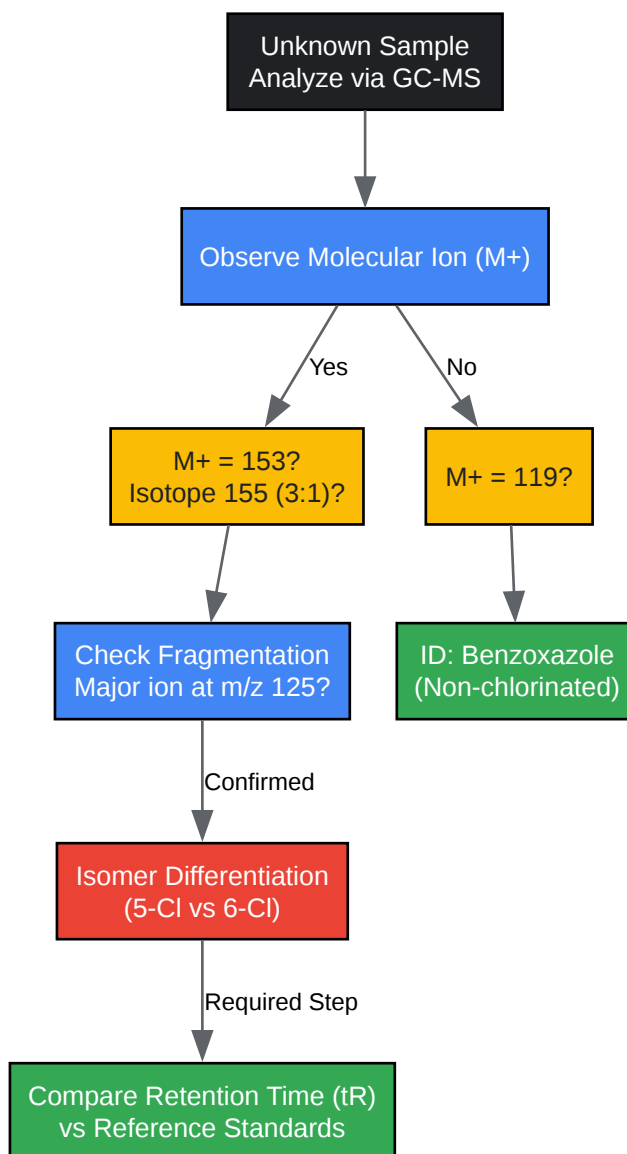 Unknown Sample
Analyze via GC-MS
Observe Molecular Ion (M+)
Yes
No
M+ = 153?
Isotope 155 (3:1)?
M+ = 119?
Check Fragmentation
Major ion at m/z 125?
ID: Benzoxazole
(Non-chlorinated)
Confirmed
Isomer Differentiation
(5-Cl vs 6-Cl)
Required Step
Compare Retention Time (tR)
vs Reference Standards